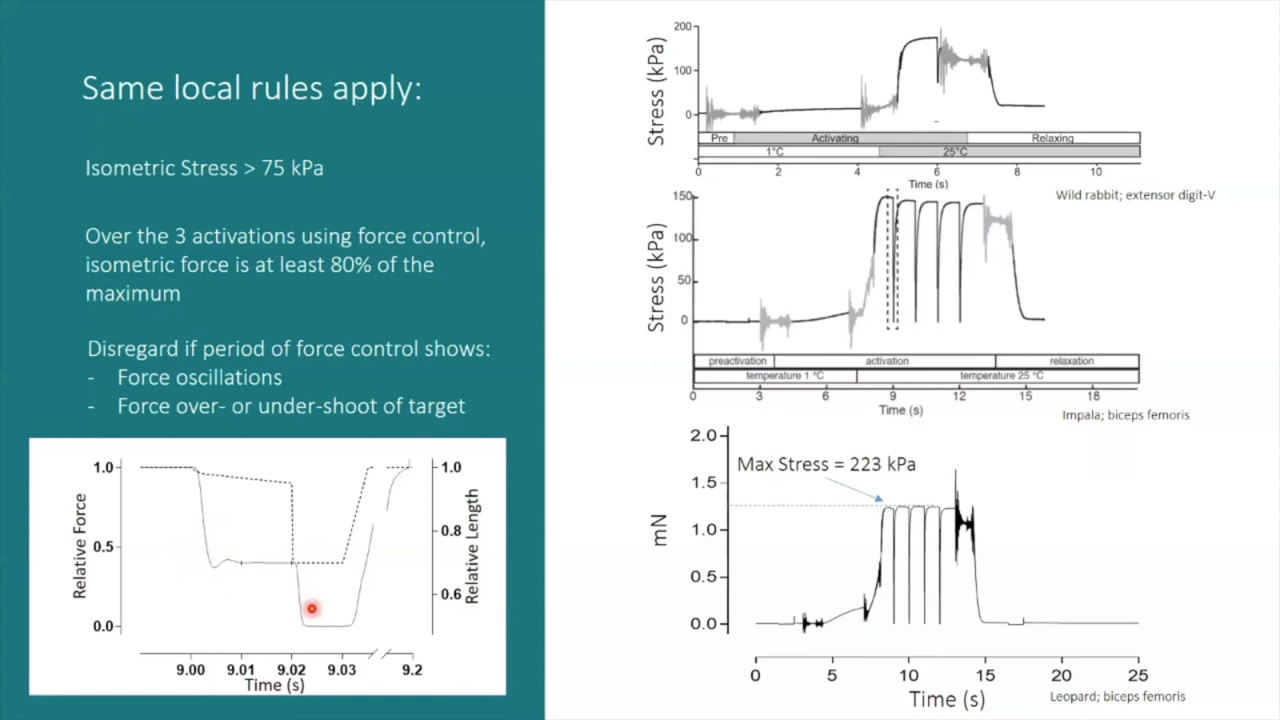 Same local rules apply:
Isometric Stress > 75 kPa
Over the 3 activations using force control,
isometric force is at least 80% of the
maximum
Disregard if period of force control shows:
- Force oscillations
- Force over- or under-shoot of target
Relative Force
1.0
0.5
0.0
1.0
0.8
0.6
Relative Length
9.00 9.01 9.02 9.03 9.2
Time (s)
Stress (kPa)
200
100
0
Pre Activating Relaxing
1°C 25°C
0 2 4 6 8 10
Time (s)
Wild rabbit; extensor digit-V
Stress (kPa)
150
100
50
0
preactivation activation relaxation
temperature 1 °C temperature 25 °C
0 3 6 9 12 15 18
Time (s)
Impala; biceps femoris
mN
2.0
1.5
1.0
0.5
0.0
Max Stress = 223 kPa
0 5 10 15 20 25
Time (s)
Leopard; biceps femoris